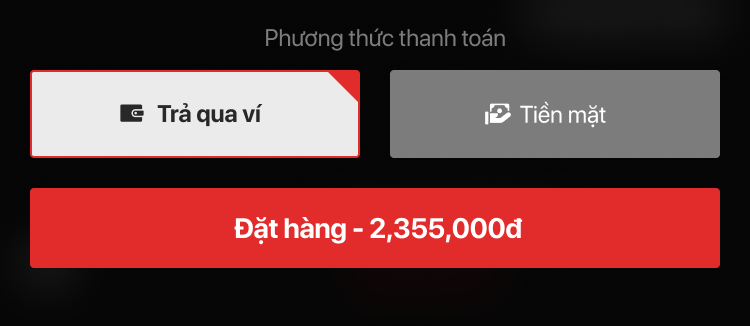 Phương thức thanh toán
Trả qua ví
Tiền mặt
Đặt hàng - 2,355,000đ